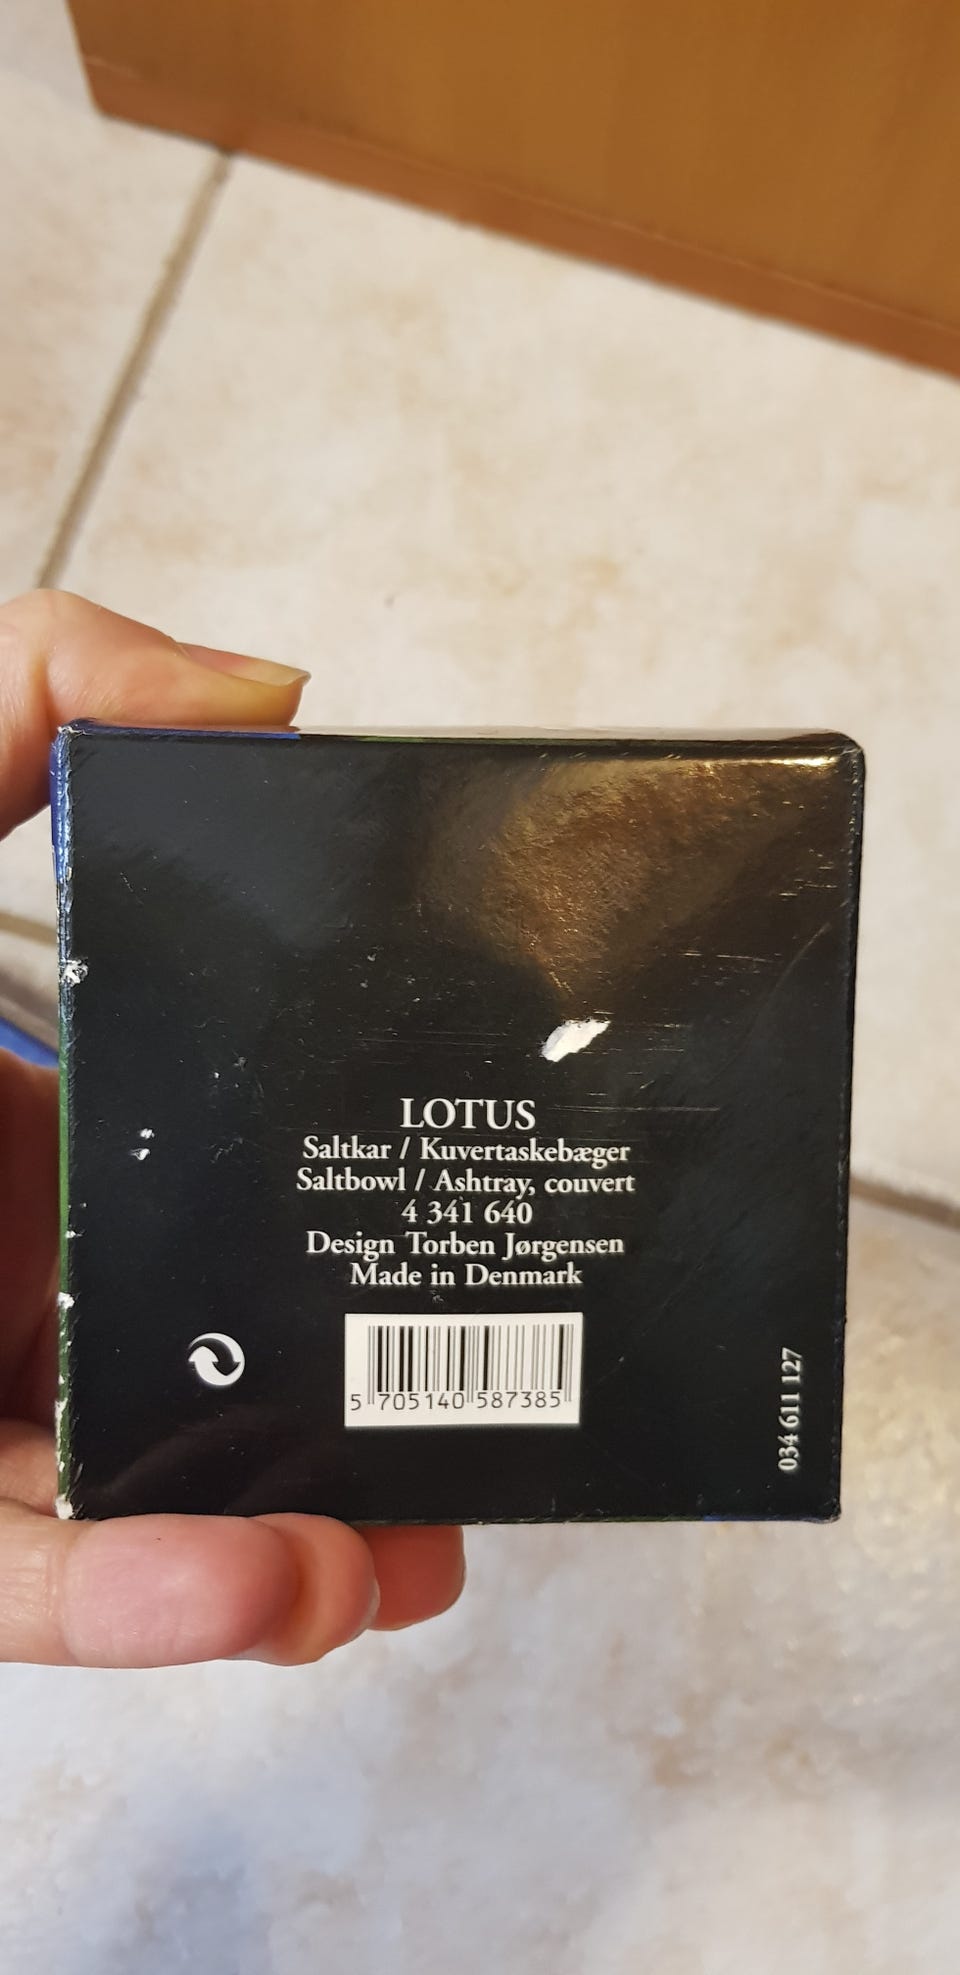 LOTUS
Saltkar / Kuvertaskebæger
Saltbowl / Ashtray, couvert
4 341 640
Design Torben Jørgensen
Made in Denmark
5 705140 587385
034 611 127